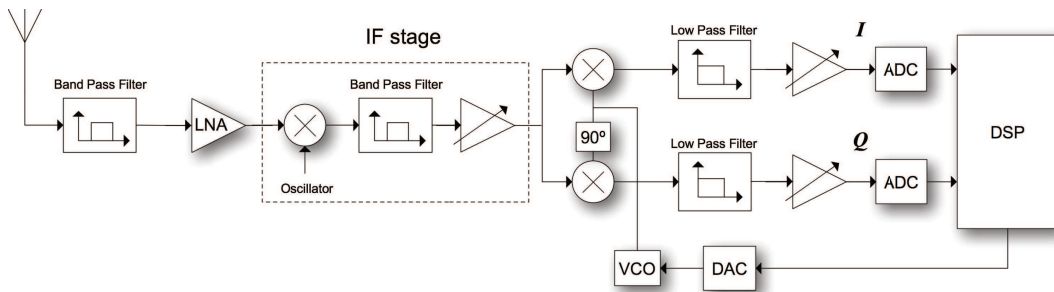 IF stage
Band Pass Filter
LNA
Oscillator
Band Pass Filter
90º
Low Pass Filter
I
ADC
Low Pass Filter
Q
ADC
DSP
VCO
DAC